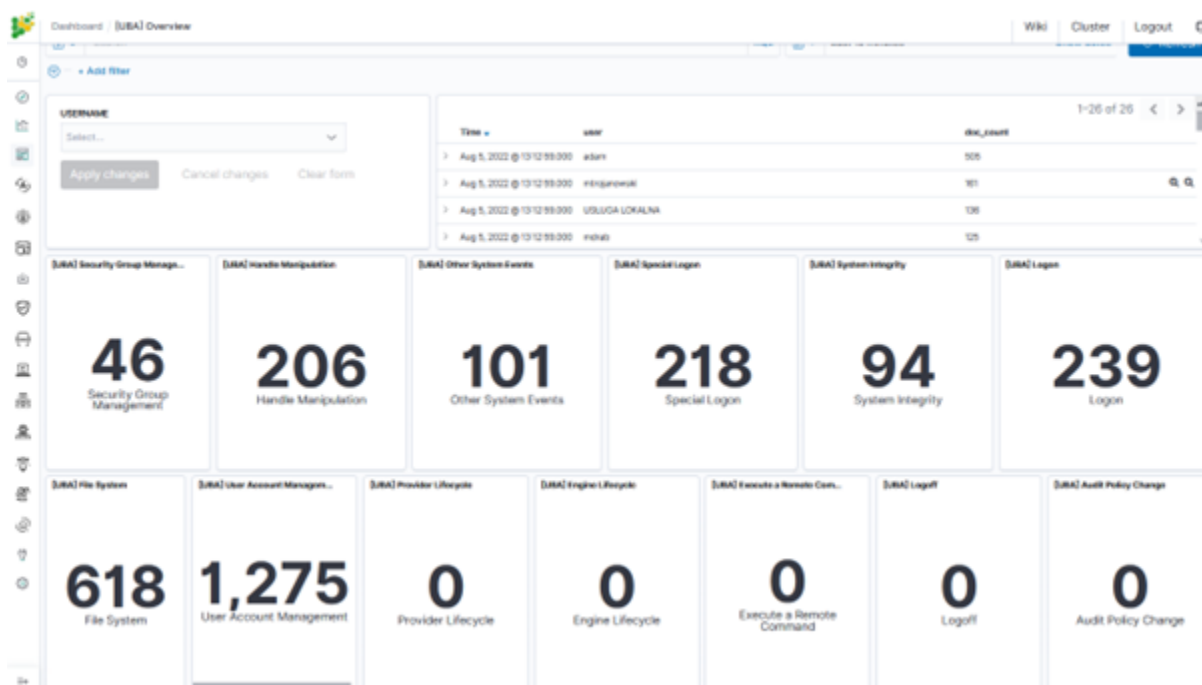 Dashboard / [UBA] Overview
Wiki Cluster Logout
+ Add filter
USERNAME
Select...
Apply changes Cancel changes Clear form
1-26 of 26
Time user doc_count
Aug 5, 2022 @ 13:12:59.000 adam 505
Aug 5, 2022 @ 13:12:59.000 mtrojanowski 161
Aug 5, 2022 @ 13:12:59.000 USŁUGA LOKALNA 136
Aug 5, 2022 @ 13:12:59.000 125
[UBA] Security Group Manage... [UBA] Handle Manipulation [UBA] Other System Events [UBA] Special Logon [UBA] System Integrity [UBA] Logon
46 206 101 218 94 239
Security Group Management Handle Manipulation Other System Events Special Logon System Integrity Logon
[UBA] File System [UBA] User Account Managem... [UBA] Provider Lifecycle [UBA] Engine Lifecycle [UBA] Execute a Remote Com... [UBA] Logoff [UBA] Audit Policy Change
618 1,275 0 0 0 0 0
File System User Account Management Provider Lifecycle Engine Lifecycle Execute a Remote Command Logoff Audit Policy Change